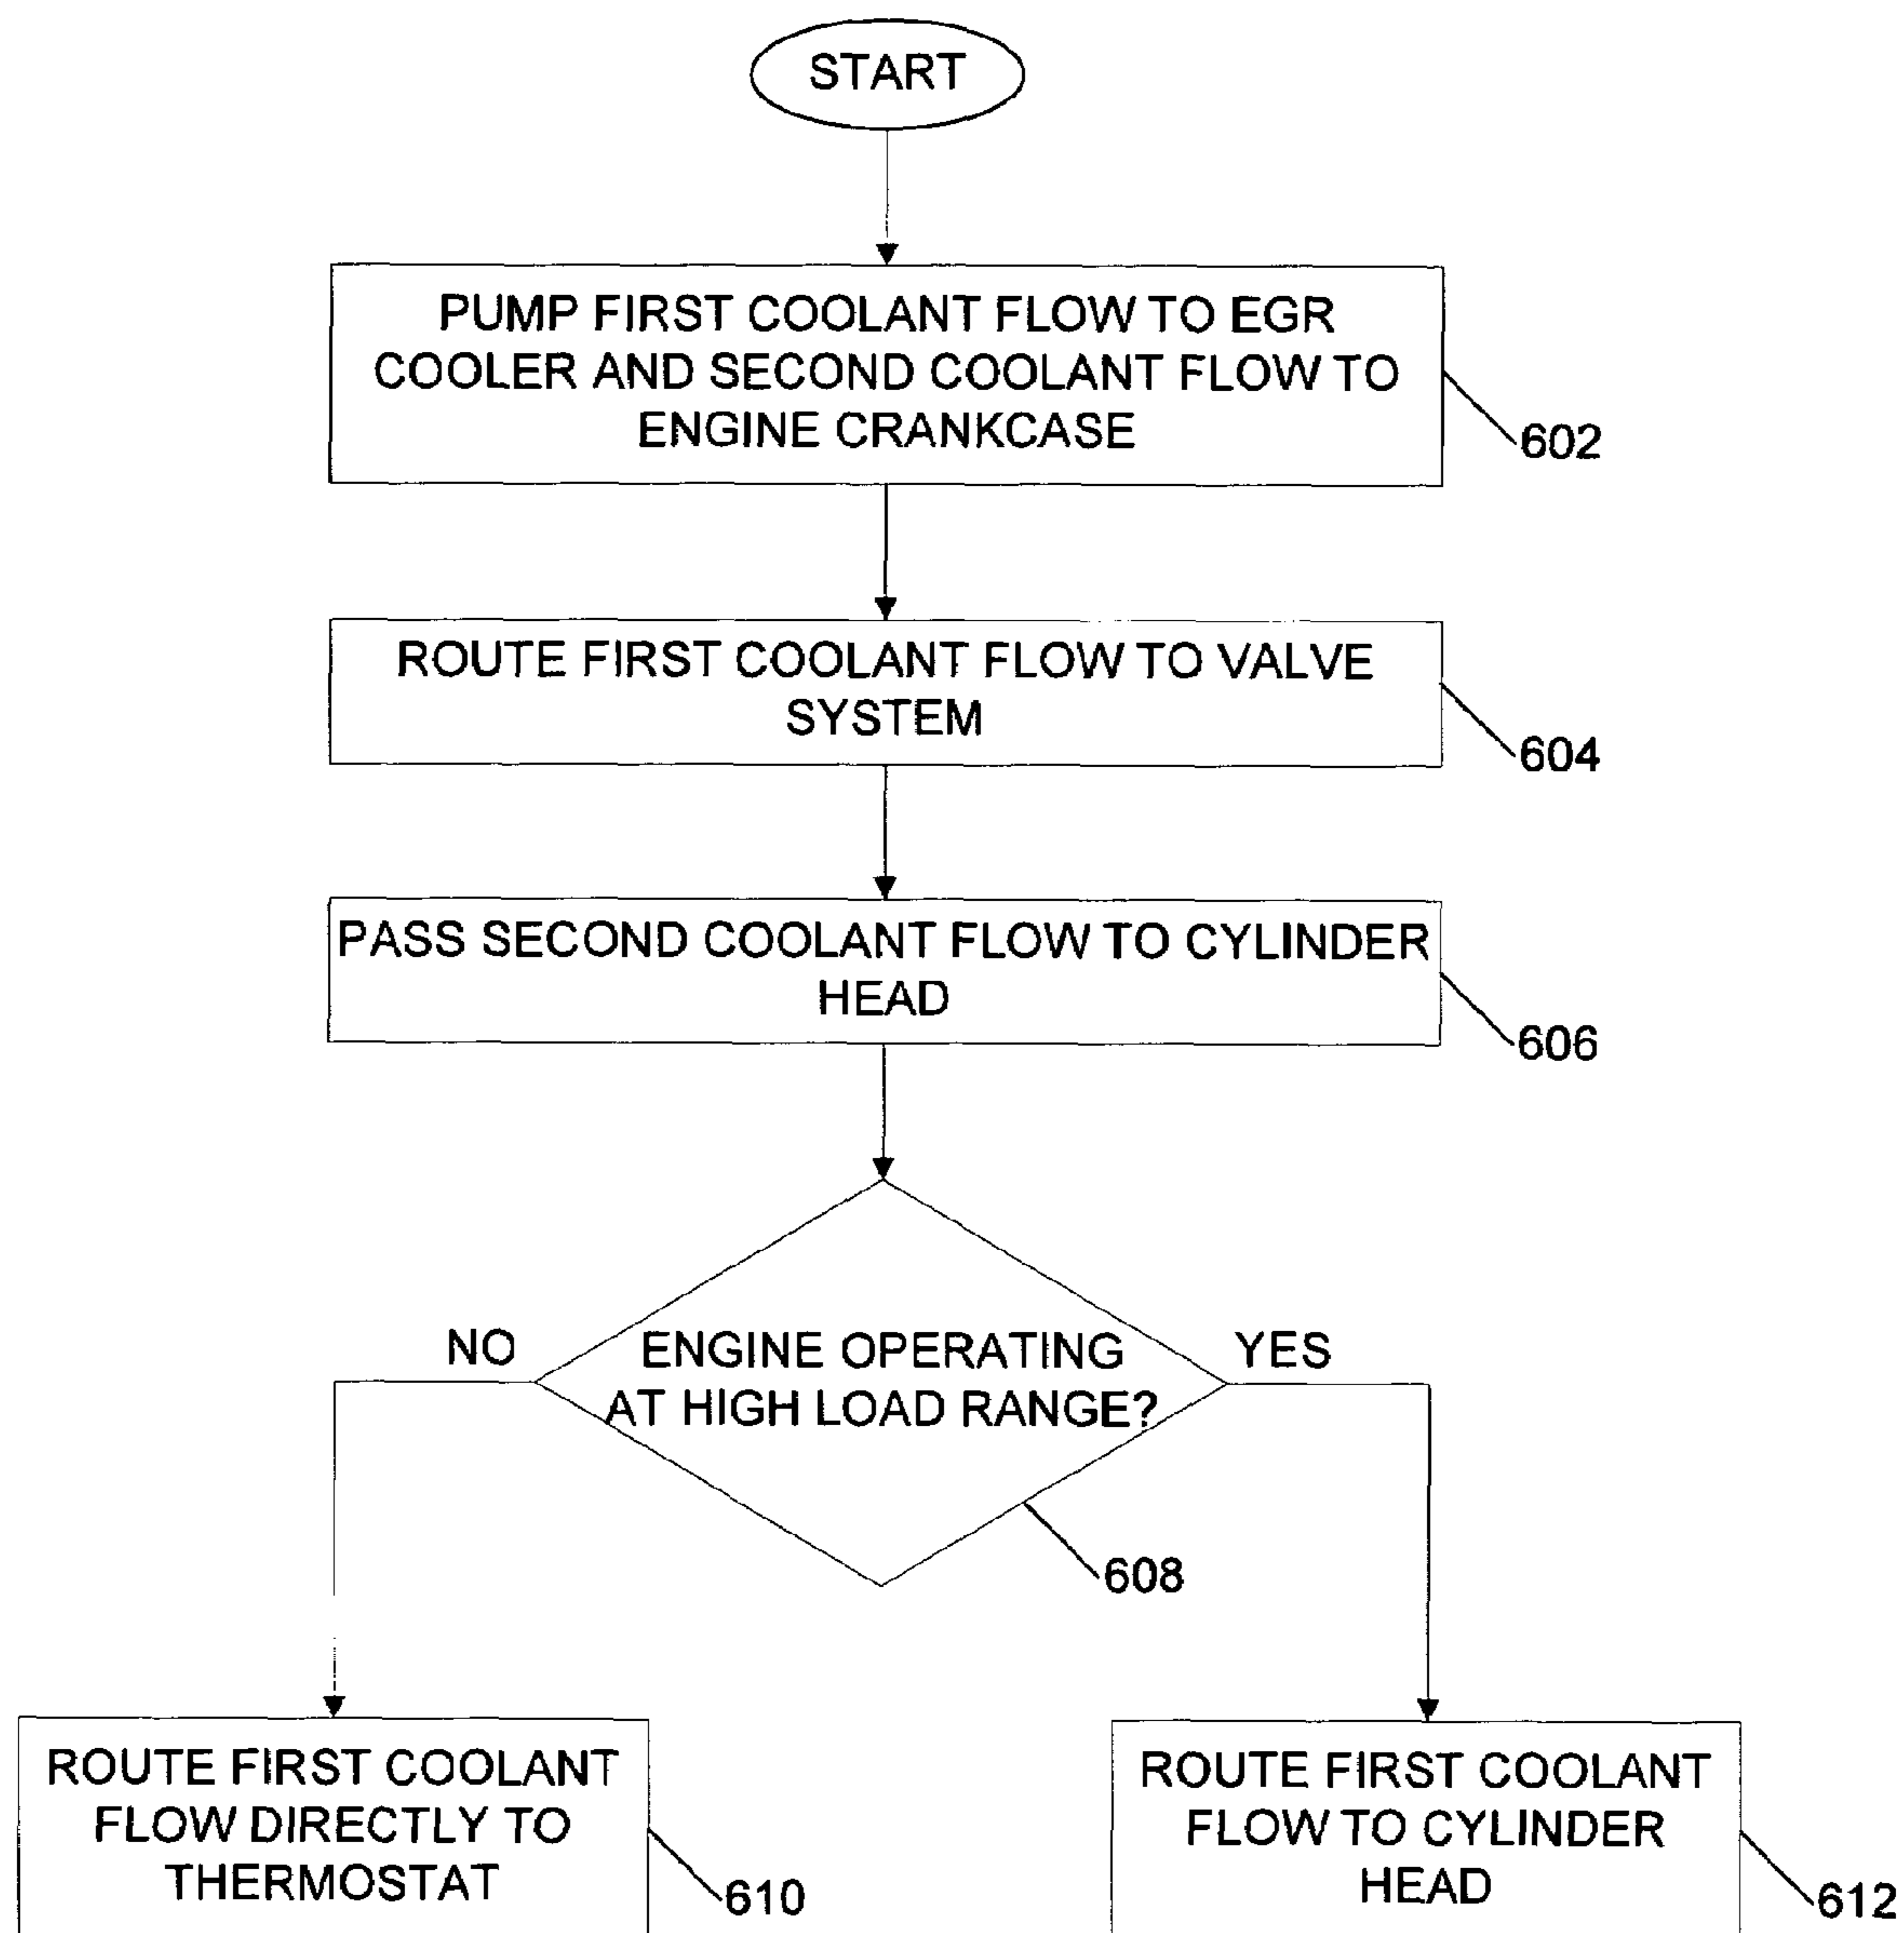 START
PUMP FIRST COOLANT FLOW TO EGR
COOLER AND SECOND COOLANT FLOW TO
ENGINE CRANKCASE
602
ROUTE FIRST COOLANT FLOW TO VALVE
SYSTEM
604
PASS SECOND COOLANT FLOW TO CYLINDER
HEAD
606
NO
ENGINE OPERATING
AT HIGH LOAD RANGE?
YES
608
ROUTE FIRST COOLANT
FLOW DIRECTLY TO
THERMOSTAT
610
ROUTE FIRST COOLANT
FLOW TO CYLINDER
HEAD
612